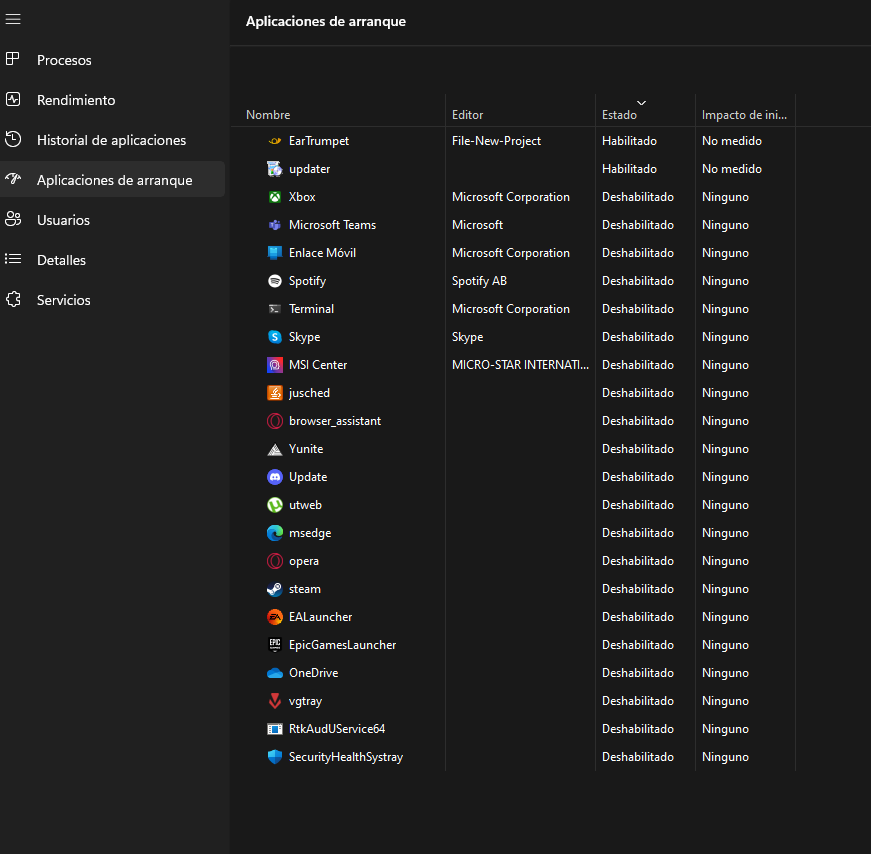 Aplicaciones de arranque
Procesos
Rendimiento
Historial de aplicaciones
Aplicaciones de arranque
Usuarios
Detalles
Servicios
Nombre Editor Estado Impacto de ini...
EarTrumpet File-New-Project Habilitado No medido
updater Habilitado No medido
Xbox Microsoft Corporation Deshabilitado Ninguno
Microsoft Teams Microsoft Deshabilitado Ninguno
Enlace Móvil Microsoft Corporation Deshabilitado Ninguno
Spotify Spotify AB Deshabilitado Ninguno
Terminal Microsoft Corporation Deshabilitado Ninguno
Skype Skype Deshabilitado Ninguno
MSI Center MICRO-STAR INTERNATI... Deshabilitado Ninguno
jusched Deshabilitado Ninguno
browser_assistant Deshabilitado Ninguno
Yunite Deshabilitado Ninguno
Update Deshabilitado Ninguno
utweb Deshabilitado Ninguno
msedge Deshabilitado Ninguno
opera Deshabilitado Ninguno
steam Deshabilitado Ninguno
EALauncher Deshabilitado Ninguno
EpicGamesLauncher Deshabilitado Ninguno
OneDrive Deshabilitado Ninguno
vgtray Deshabilitado Ninguno
RtkAudUService64 Deshabilitado Ninguno
SecurityHealthSystray Deshabilitado Ninguno